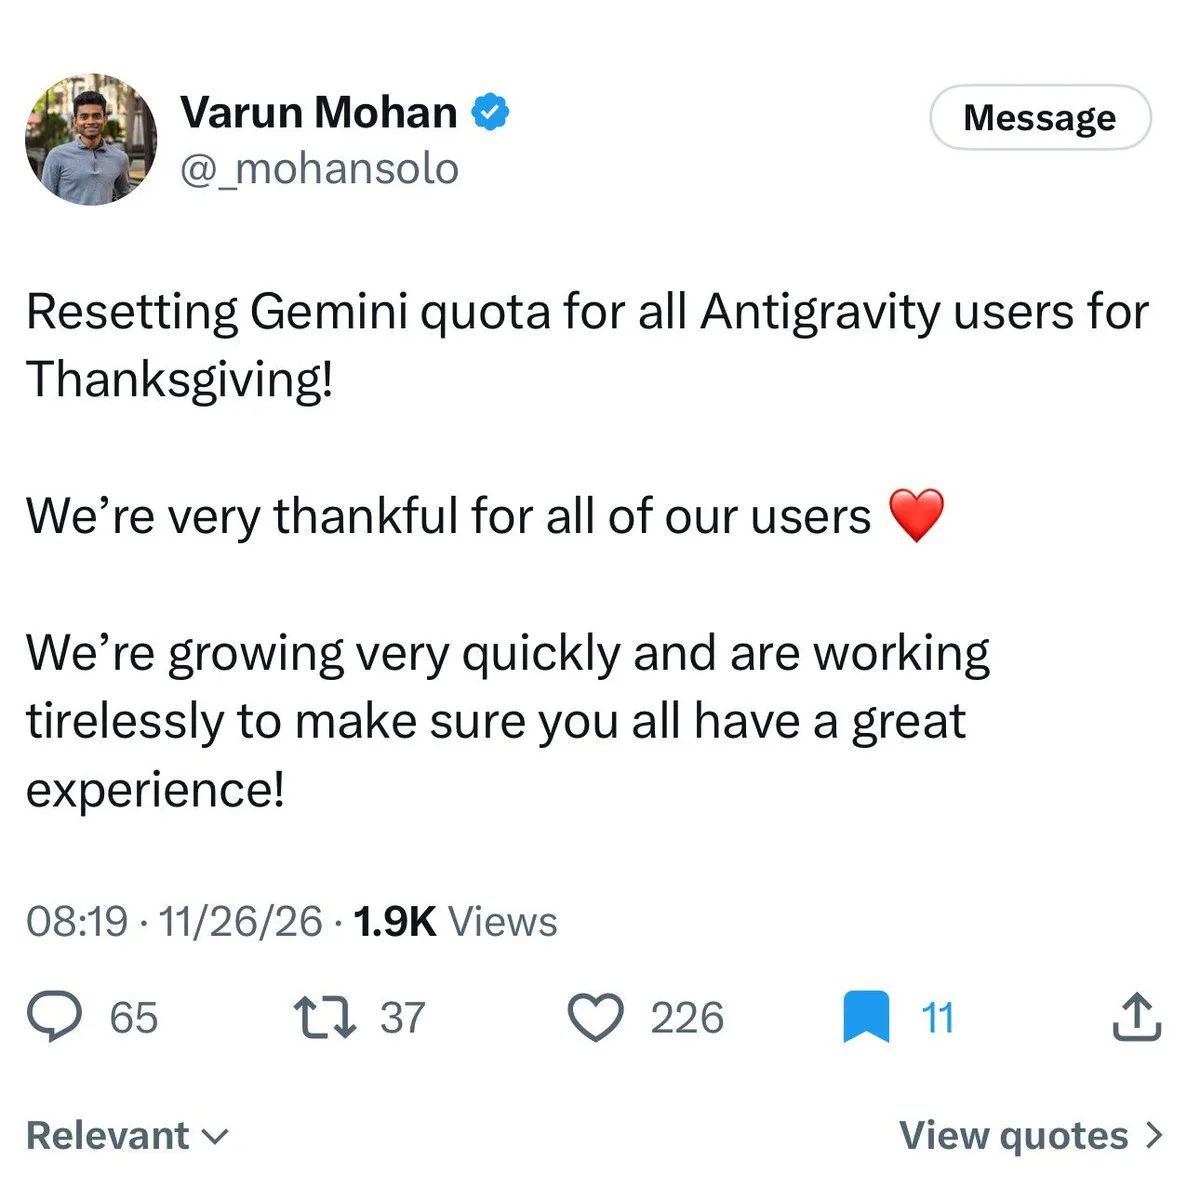 Varun Mohan
@_mohansolo
Message
Resetting Gemini quota for all Antigravity users for
Thanksgiving!
We’re very thankful for all of our users ❤️
We’re growing very quickly and are working
tirelessly to make sure you all have a great
experience!
08:19 · 11/26/26 · 1.9K Views
65 37 226 11
Relevant
View quotes